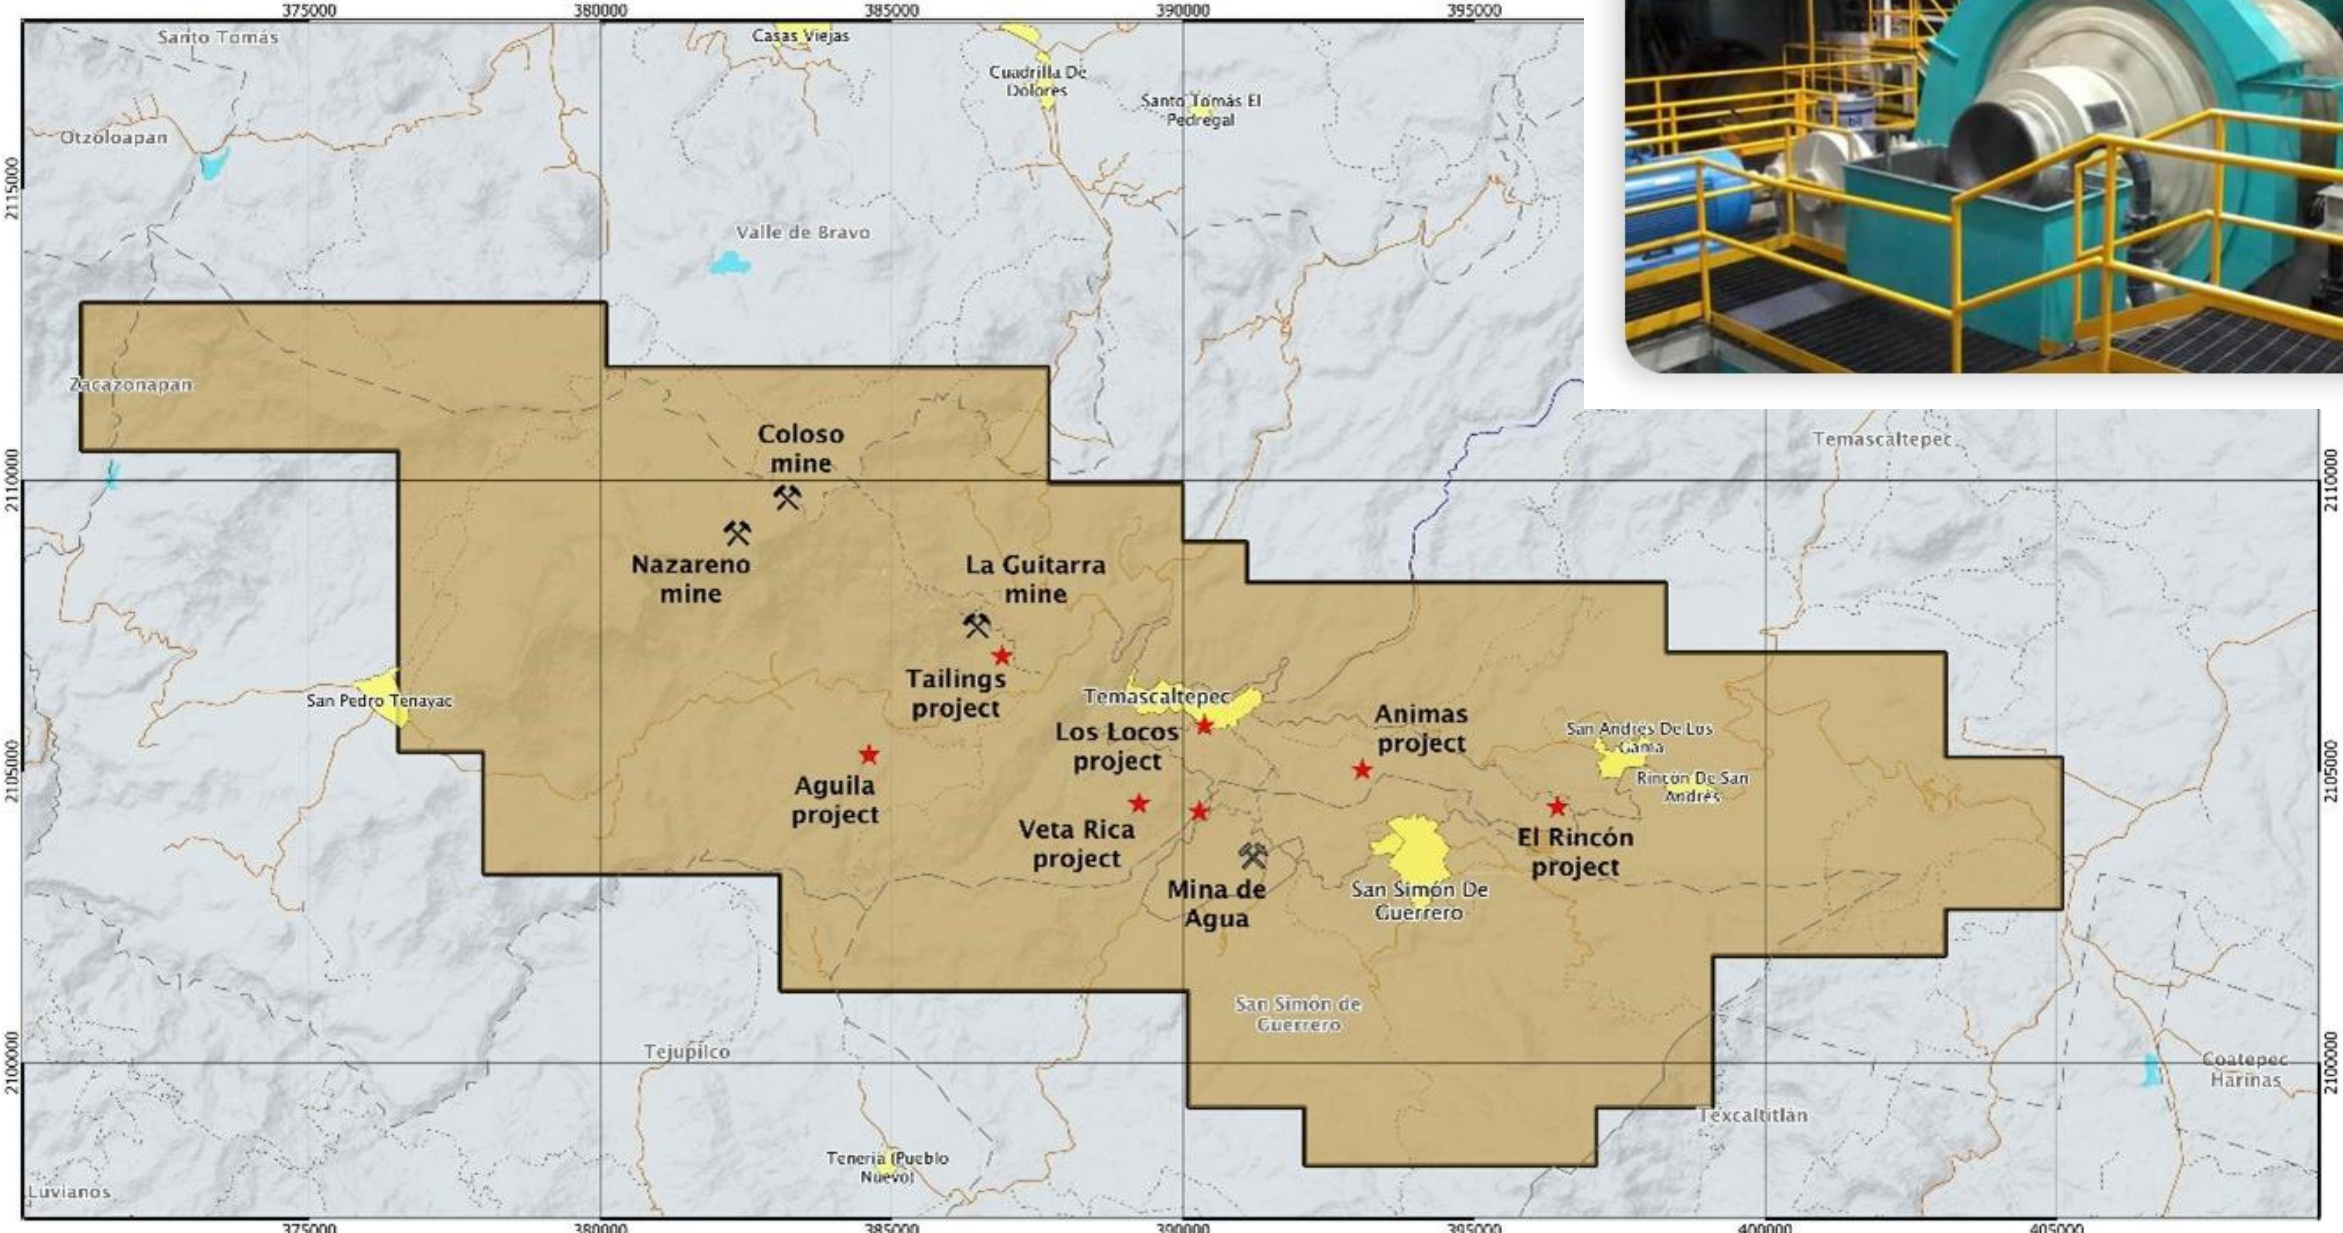 375000
380000
385000
390000
395000
Santo Tomás
Casas Viejas
Cuadrilla De
Dolores
Santo Tomás El
Pedregal
Otzoloapan
2115000
Valle de Bravo
Zacazonapan
Temascaltepec
Coloso
mine
2110000
2110000
Nazareno
mine
La Guitarra
mine
Tailings
project
San Pedro Tenayac
Temascaltepec
Los Locos
project
Animas
project
San Andrés De Los
Gama
Rincón De San
Andrés
2105000
2105000
Aguila
project
Veta Rica
project
El Rincón
project
Mina de
Agua
San Simón De
Guerrero
San Simón de
Guerrero
2100000
2100000
Tejupilco
Coatepec
Harinas
Texcaltitlán
Tenería (Pueblo
Nuevo)
Luvianos
375000
380000
385000
390000
395000
400000
405000